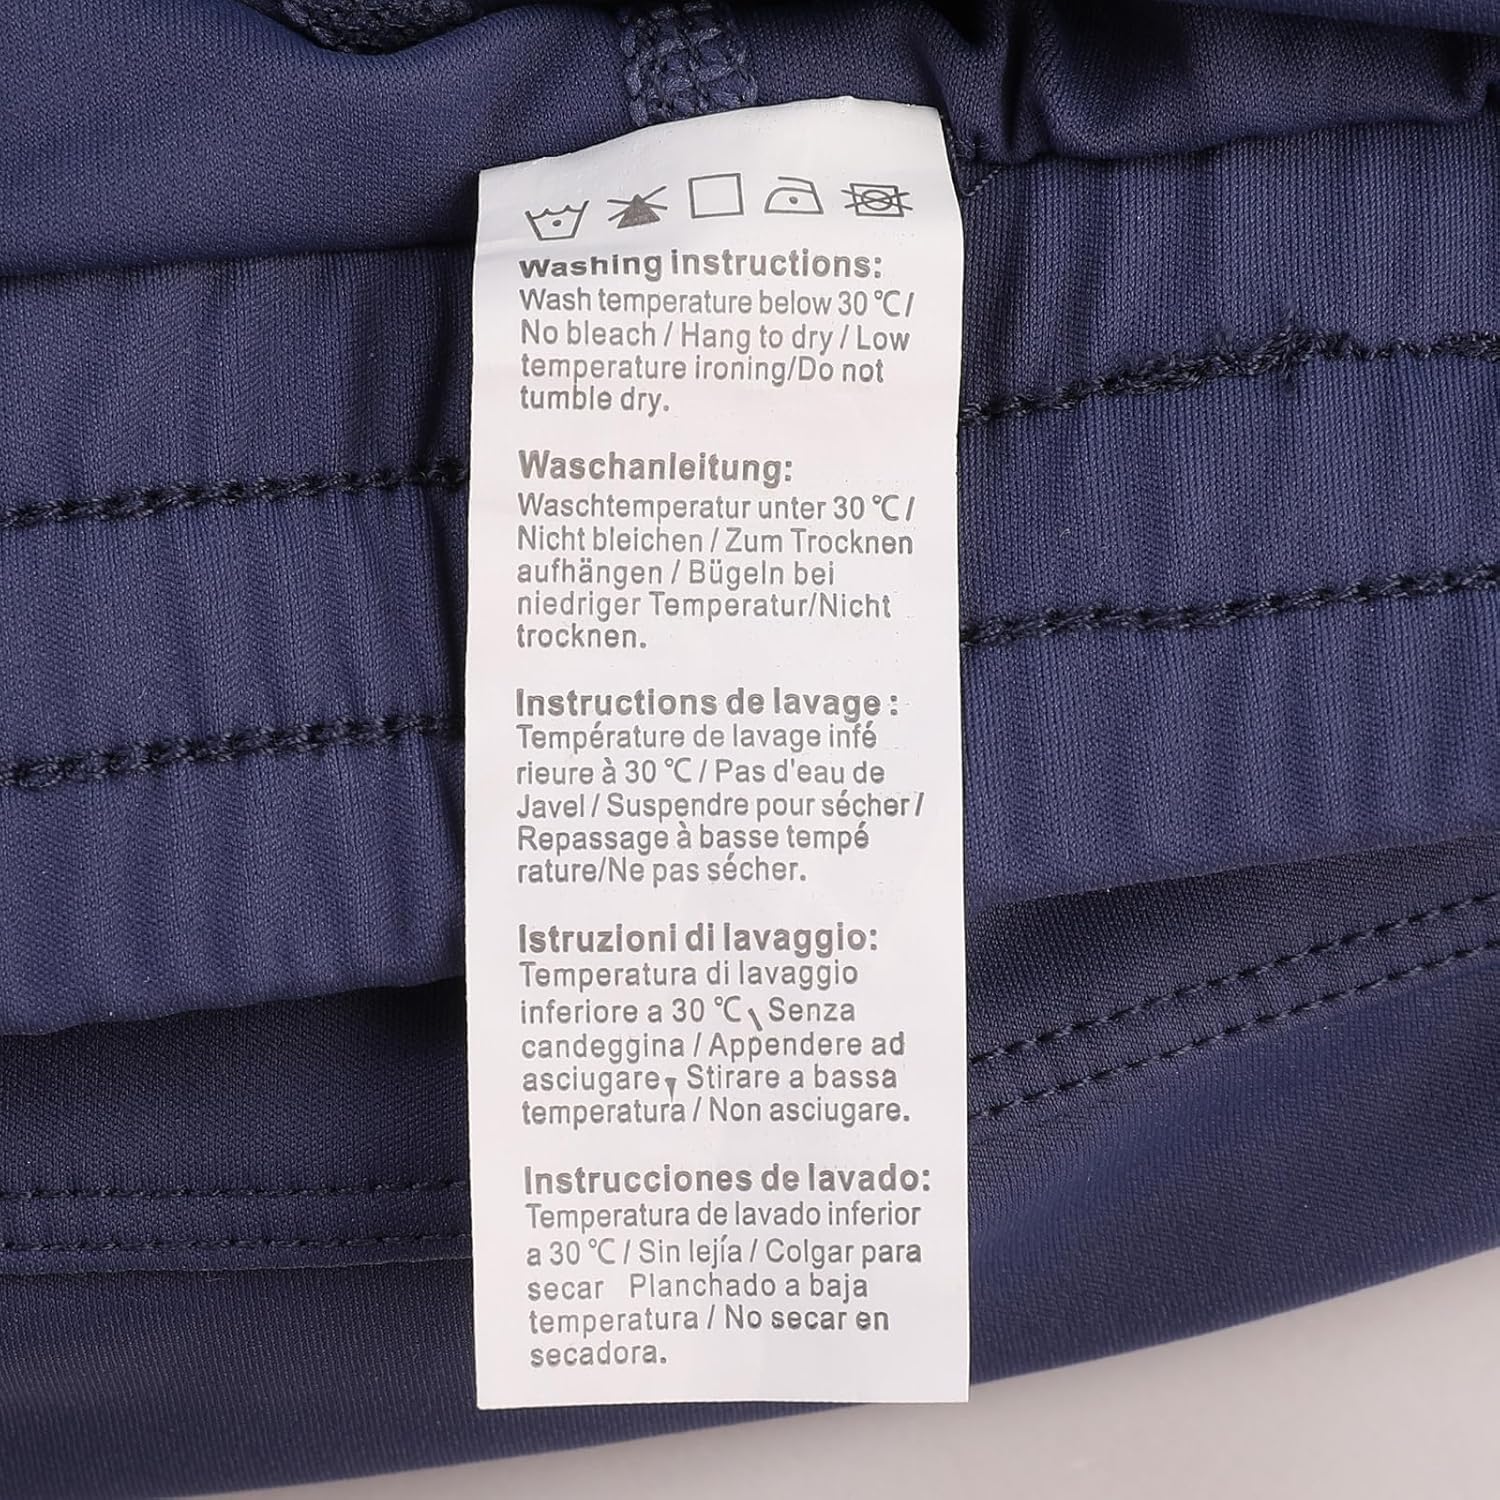 Washing instructions:
Wash temperature below 30 ℃ /
No bleach / Hang to dry / Low
temperature ironing/Do not
tumble dry.
Waschanleitung:
Waschtemperatur unter 30 ℃ /
Nicht bleichen / Zum Trocknen
aufhängen / Bügeln bei
niedriger Temperatur/Nicht
trocknen.
Instructions de lavage :
Température de lavage infé
rieure à 30 ℃ / Pas d'eau de
Javel / Suspendre pour sécher /
Repassage à basse tempé
rature/Ne pas sécher.
Istruzioni di lavaggio:
Temperatura di lavaggio
inferiore a 30 ℃ \ Senza
candeggina / Appendere ad
asciugare, Stirare a bassa
temperatura / Non asciugare.
Instrucciones de lavado:
Temperatura de lavado inferior
a 30 ℃ / Sin lejía / Colgar para
secar Planchado a baja
temperatura / No secar en
secadora.